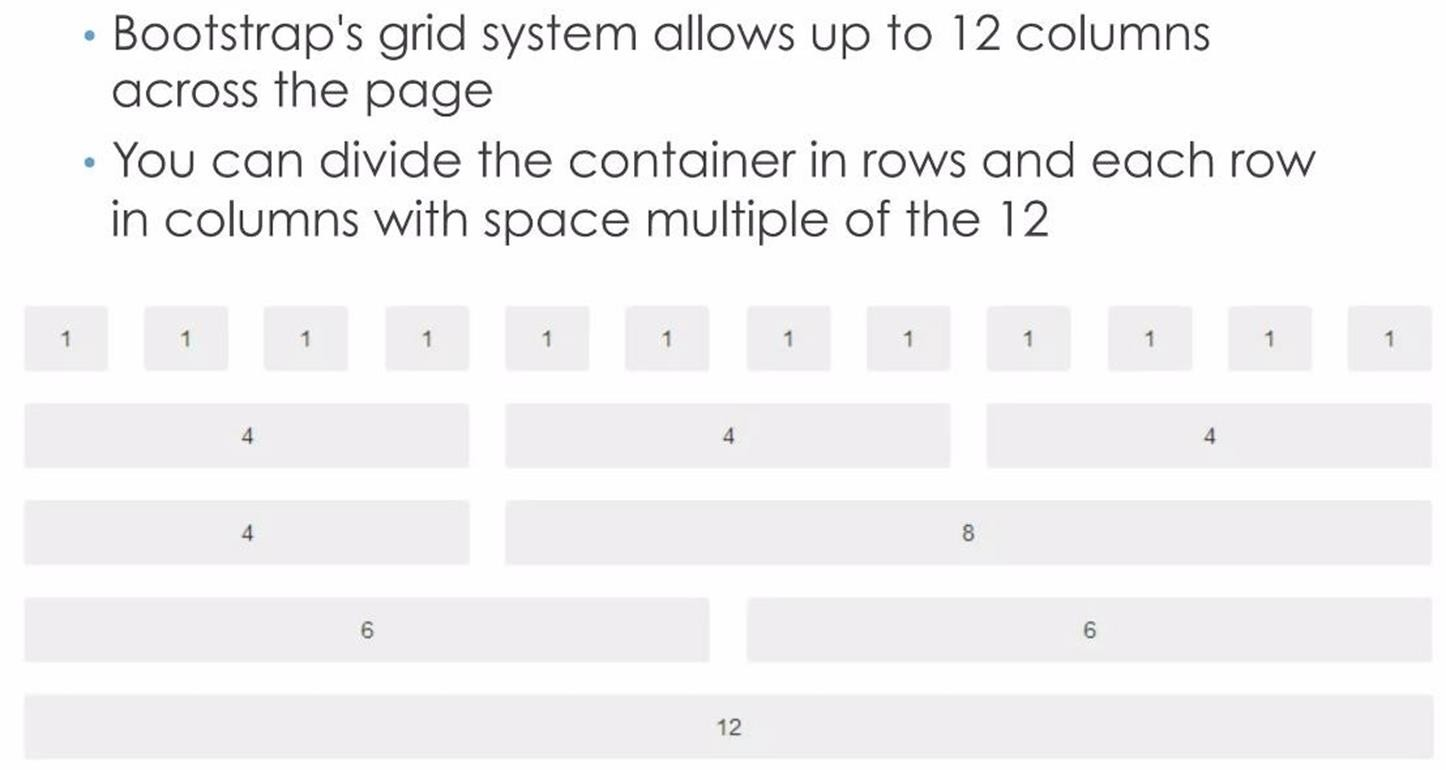 • Bootstrap's grid system allows up to 12 columns
across the page
• You can divide the container in rows and each row
in columns with space multiple of the 12
1 1 1 1 1 1 1 1 1 1 1 1
4 4 4
4 8
6 6
12